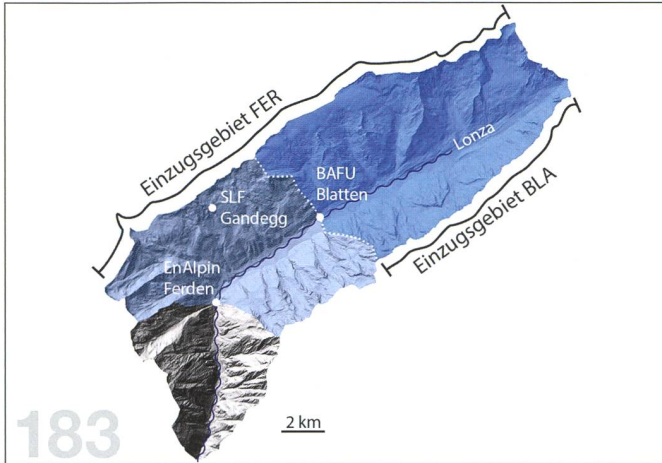 Einzugsgebiet FER
Lonza
BAFU
Blatten
SLF
Gandegg
Einzugsgebiet BLA
EnAlpin
Ferden
2 km
183